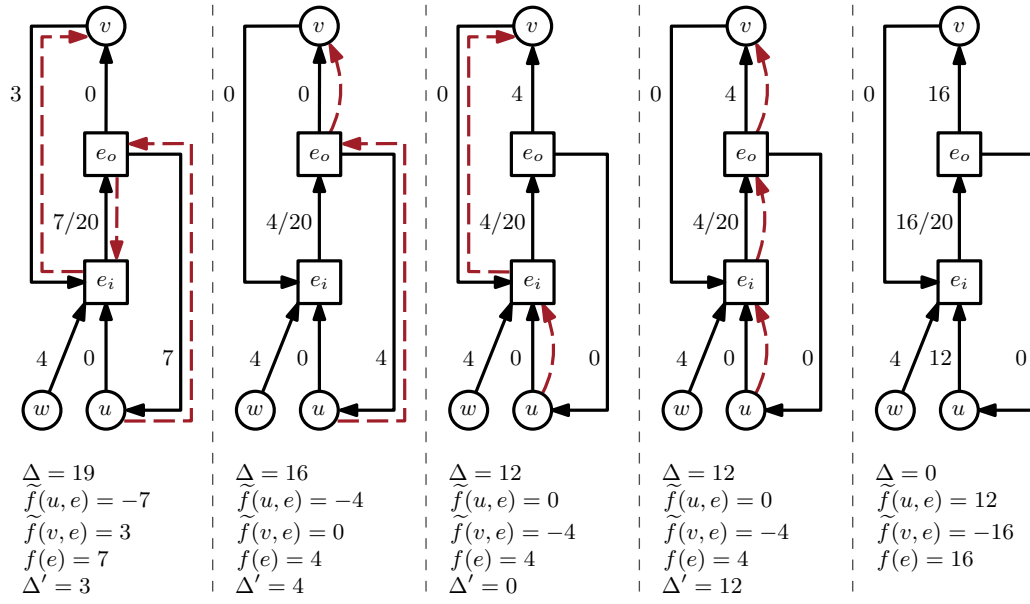 v
3
0
e_o
7/20
e_i
4
0
7
w
u
Δ = 19
f̃(u, e) = −7
f̃(v, e) = 3
f(e) = 7
Δ′ = 3
v
0
0
e_o
4/20
e_i
4
0
4
w
u
Δ = 16
f̃(u, e) = −4
f̃(v, e) = 0
f(e) = 4
Δ′ = 4
v
0
4
e_o
4/20
e_i
4
0
0
w
u
Δ = 12
f̃(u, e) = 0
f̃(v, e) = −4
f(e) = 4
Δ′ = 0
v
0
4
e_o
4/20
e_i
4
0
0
w
u
Δ = 12
f̃(u, e) = 0
f̃(v, e) = −4
f(e) = 4
Δ′ = 12
v
0
16
e_o
16/20
e_i
4
12
0
w
u
Δ = 0
f̃(u, e) = 12
f̃(v, e) = −16
f(e) = 16